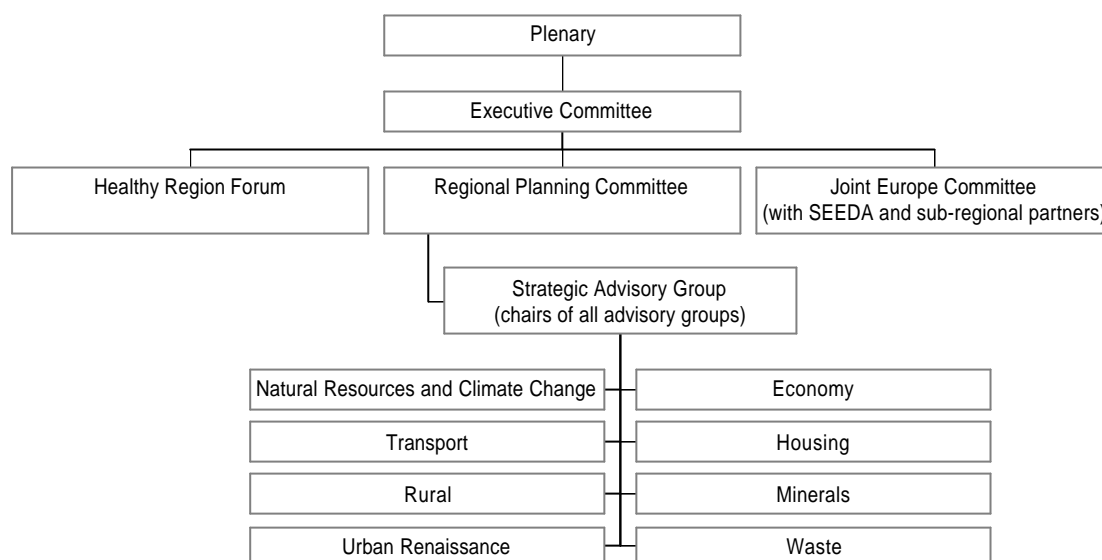 Plenary
Executive Committee
Healthy Region Forum
Regional Planning Committee
Joint Europe Committee
(with SEEDA and sub-regional partners)
Strategic Advisory Group
(chairs of all advisory groups)
Natural Resources and Climate Change
Economy
Transport
Housing
Rural
Minerals
Urban Renaissance
Waste